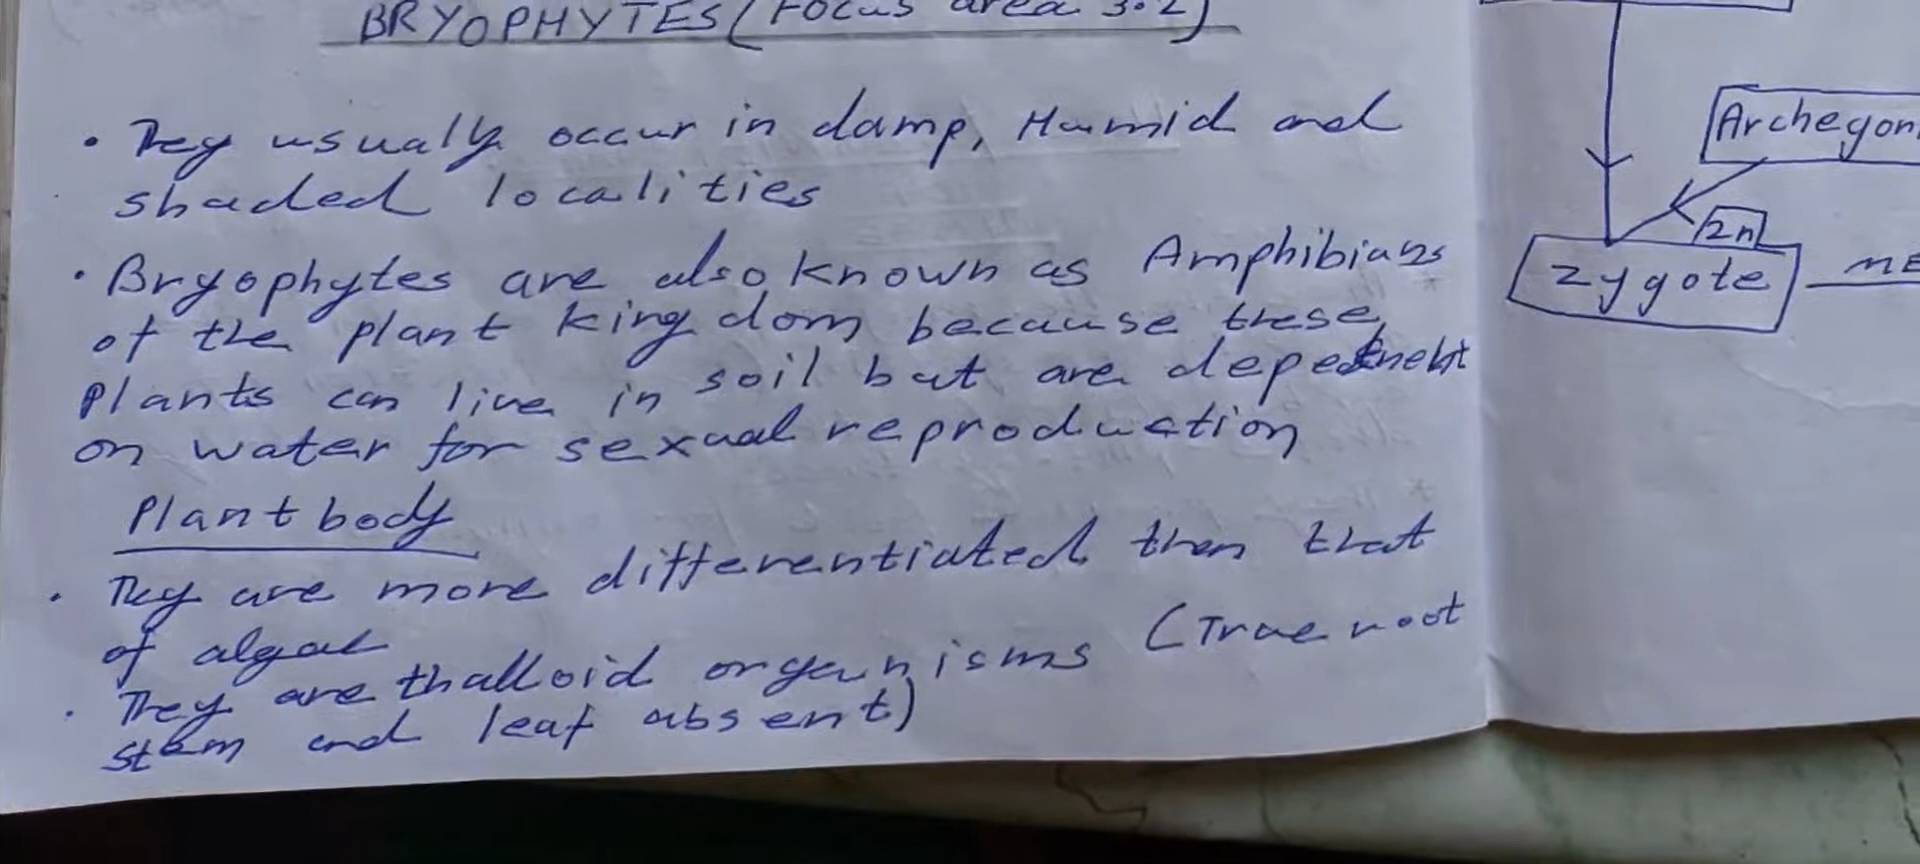 BRYOPHYTES (Focus area 3.2)
• They usually occur in damp, Humid and
shaded localities
• Bryophytes are also known as Amphibians
of the plant kingdom because these
plants can live in soil but are
on water for sexual reproduction
Plant body
• They are more differentiated then that
of algae
• They are thalloid organisms (True root
stem and leaf absent)
Archegon
2n
Zygote
ME